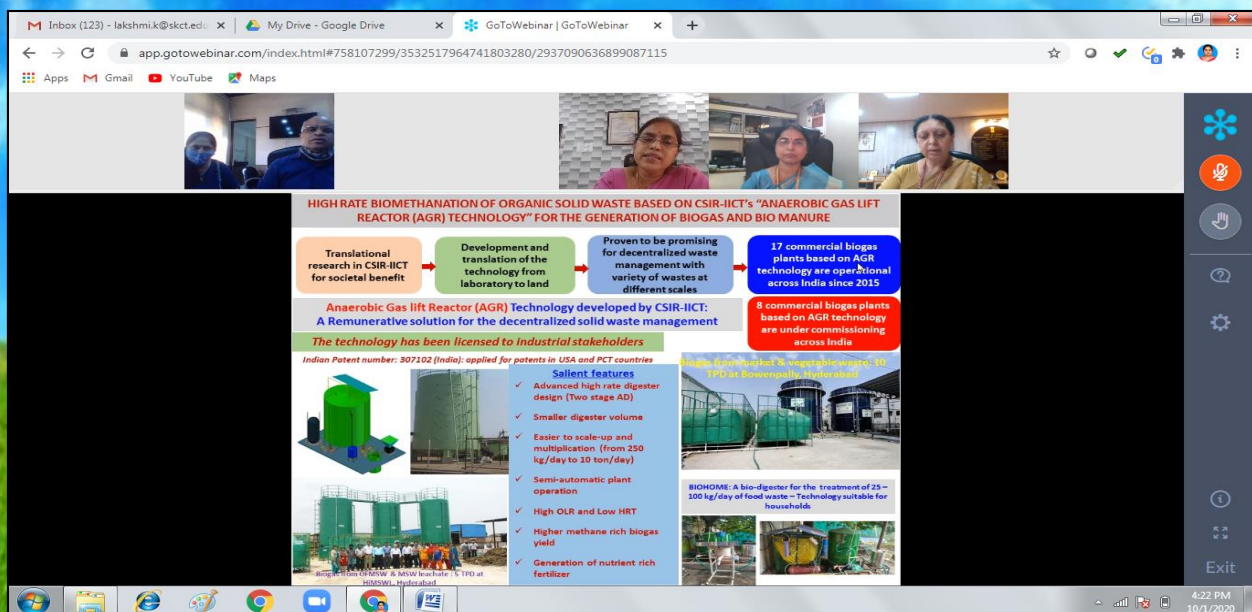 Inbox (123) - lakshmi.k@skct.edu
My Drive - Google Drive
GoToWebinar | GoToWebinar
app.gotowebinar.com/index.html#758107299/3532517964741803280/2937090636899087115
Apps Gmail YouTube Maps
HIGH RATE BIOMETHANATION OF ORGANIC SOLID WASTE BASED ON CSIR-IICT's "ANAEROBIC GAS LIFT
REACTOR (AGR) TECHNOLOGY" FOR THE GENERATION OF BIOGAS AND BIO MANURE
Translational
research in CSIR-IICT
for societal benefit
Development and
translation of the
technology from
laboratory to land
Proven to be promising
for decentralized waste
management with
variety of wastes at
different scales
17 commercial biogas
plants based on AGR
technology are operational
across India since 2015
Anaerobic Gas lift Reactor (AGR) Technology developed by CSIR-IICT:
A Remunerative solution for the decentralized solid waste management
8 commercial biogas plants
based on AGR technology
are under commissioning
across India
The technology has been licensed to industrial stakeholders
Indian Patent number: 307102 (India): applied for patents in USA and PCT countries
Salient features
✓ Advanced high rate digester
design (Two stage AD)
✓ Smaller digester volume
✓ Easier to scale-up and
multiplication (from 250
kg/day to 10 ton/day)
✓ Semi-automatic plant
operation
✓ High OLR and Low HRT
✓ Higher methane rich biogas
yield
✓ Generation of nutrient rich
fertilizer
Biogas from market & vegetable waste: 10
TPD at Bowenpally, Hyderabad
BIOHOME: A bio-digester for the treatment of 25 –
100 kg/day of food waste – Technology suitable for
households
Biogas from OFMSW & MSW leachate : 5 TPD at
HiMSWL, Hyderabad
Exit
4:22 PM
10/1/2020